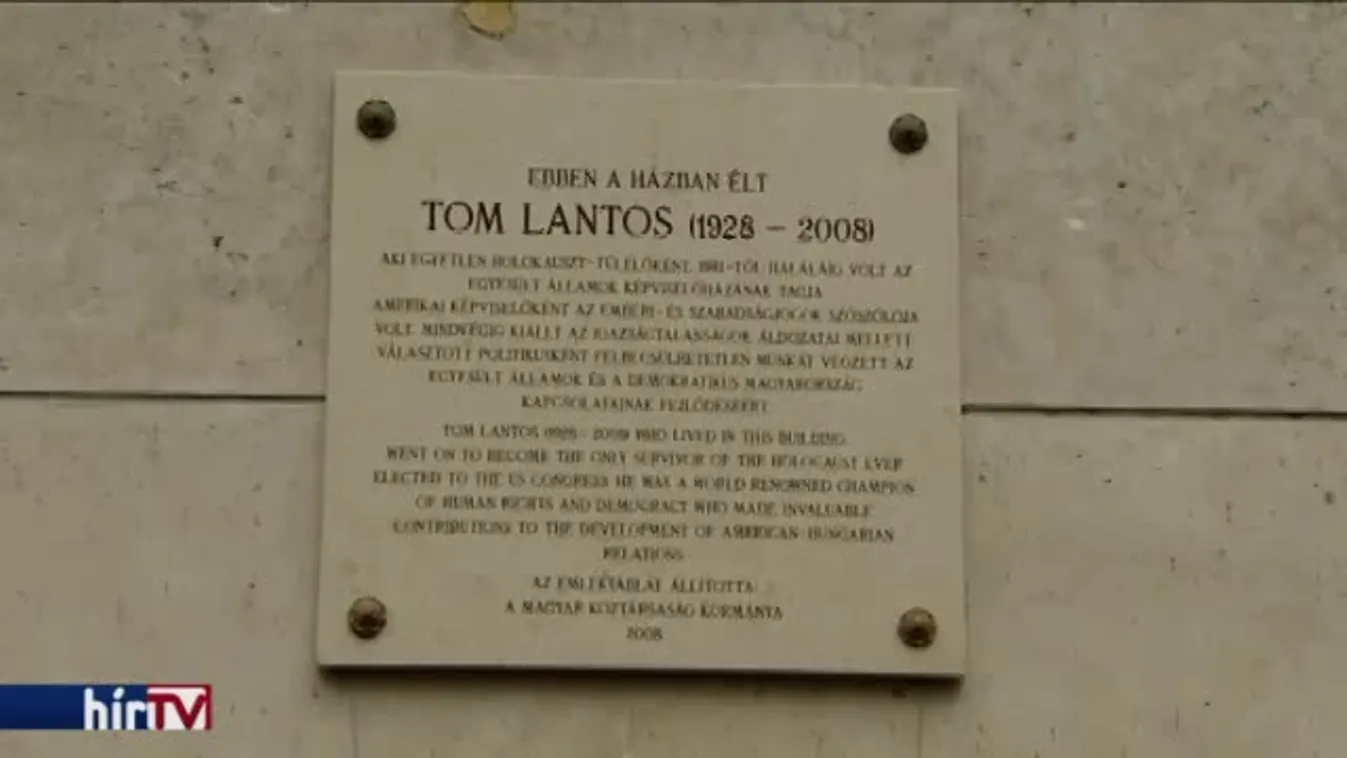 EBBEN A HÁZBAN ÉLT
TOM LANTOS (1928 – 2008)
AKI EGYETLEN HOLOKAUSZT-TÚLÉLŐKÉNT, 1981-TŐL HALÁLÁIG VOLT AZ
EGYESÜLT ÁLLAMOK KÉPVISELŐHÁZÁNAK TAGJA
AMERIKAI KÉPVISELŐKÉNT AZ EMBERI- ÉS SZABADSÁGJOGOK SZÓSZÓLÓJA
VOLT. MINDVÉGIG KIÁLLT AZ IGAZSÁGTALANSÁGOK ÁLDOZATAI MELLETT.
VÁLASZTOTT POLITIKUSKÉNT FELBECSÜLHETETLEN MUNKÁT VÉGZETT AZ
EGYESÜLT ÁLLAMOK ÉS A DEMOKRATIKUS MAGYARORSZÁG
KAPCSOLATAINAK FEJLŐDÉSÉÉRT.
TOM LANTOS (1928 – 2008) WHO LIVED IN THIS BUILDING
WENT ON TO BECOME THE ONLY SURVIVOR OF THE HOLOCAUST EVER
ELECTED TO THE US CONGRESS. HE WAS A WORLD RENOWNED CHAMPION
OF HUMAN RIGHTS AND DEMOCRACY WHO MADE INVALUABLE
CONTRIBUTIONS TO THE DEVELOPMENT OF AMERICAN-HUNGARIAN
RELATIONS
AZ EMLÉKTÁBLÁT ÁLLÍTOTTA:
A MAGYAR KÖZTÁRSASÁG KORMÁNYA
2008
hírTV